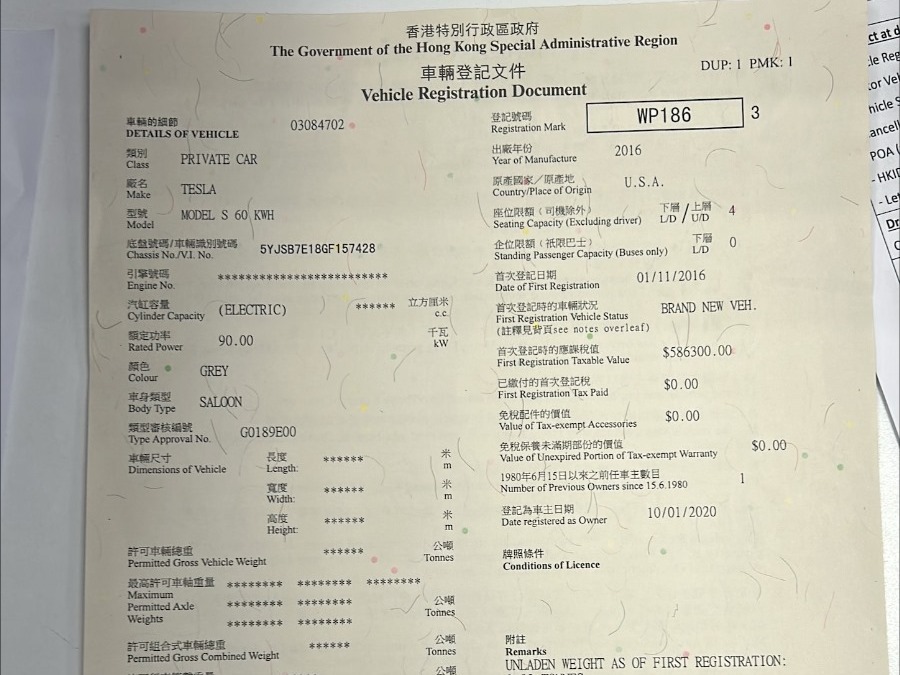 香港特別行政區政府
The Government of the Hong Kong Special Administrative Region
車輛登記文件
Vehicle Registration Document
DUP: 1 PMK: 1
車輛的細節
DETAILS OF VEHICLE
03084702
類別
Class
PRIVATE CAR
廠名
Make
TESLA
型號
Model
MODEL S 60 KWH
底盤號碼/車輛識別號碼
Chassis No./V.I. No.
5YJSB7E18GF157428
引擎號碼
Engine No.
*************************
汽缸容量
Cylinder Capacity
(ELECTRIC)
******
立方厘米
c.c.
額定功率
Rated Power
90.00
千瓦
kW
顏色
Colour
GREY
車身類型
Body Type
SALOON
類型審核編號
Type Approval No.
G0189E00
車輛尺寸
Dimensions of Vehicle
長度
Length:
******
米
m
寬度
Width:
******
米
m
高度
Height:
******
米
m
許可車輛總重
Permitted Gross Vehicle Weight
******
公噸
Tonnes
最高許可車軸重量
Maximum
Permitted Axle
Weights
******** ******** ********
******** ********
******** ********
公噸
Tonnes
許可組合式車輛總重
Permitted Gross Combined Weight
******
公噸
Tonnes
公噸
登記號碼
Registration Mark
WP186
3
出廠年份
Year of Manufacture
2016
原產國家／原產地
Country/Place of Origin
U.S.A.
座位限額（司機除外）
Seating Capacity (Excluding driver)
下層 / 上層
L/D / U/D
4
企位限額（祇限巴士）
Standing Passenger Capacity (Buses only)
下層
L/D
0
首次登記日期
Date of First Registration
01/11/2016
首次登記時的車輛狀況
First Registration Vehicle Status
(註釋見背頁see notes overleaf)
BRAND NEW VEH.
首次登記時的應課稅值
First Registration Taxable Value
$586300.00
已繳付的首次登記稅
First Registration Tax Paid
$0.00
免稅配件的價值
Value of Tax-exempt Accessories
$0.00
免稅保養未滿期部份的價值
Value of Unexpired Portion of Tax-exempt Warranty
$0.00
1980年6月15日以來之前任車主數目
Number of Previous Owners since 15.6.1980
1
登記為車主日期
Date registered as Owner
10/01/2020
牌照條件
Conditions of Licence
附註
Remarks
UNLADEN WEIGHT AS OF FIRST REGISTRATION:
ct at d
le Reg
or Veh
hicle S
ancell
POA (
- HKID
- Let